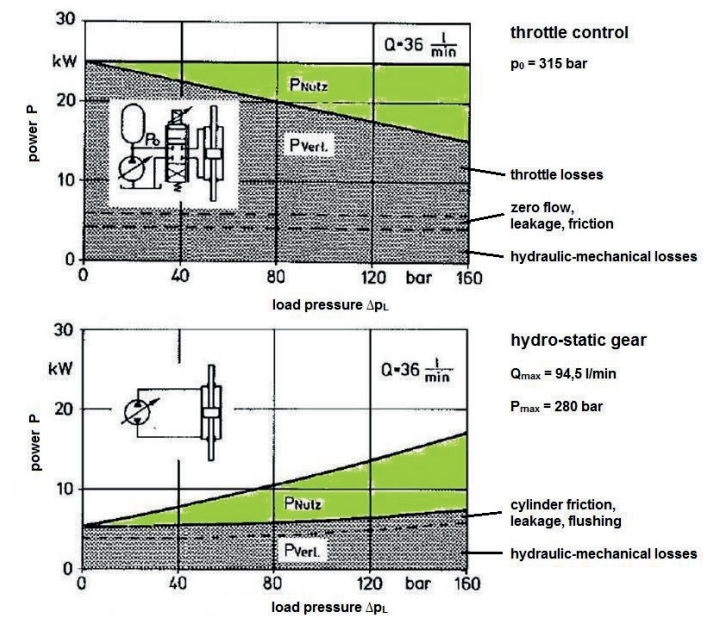 30
kW
20
10
0
power P
Q=36 l/min
PNutz
PVerl.
Po
0 40 80 120 bar 160
load pressure ΔpL
throttle control
p0 = 315 bar
throttle losses
zero flow,
leakage, friction
hydraulic-mechanical losses
30
kW
20
10
0
power P
Q=36 l/min
PNutz
PVerl.
0 40 80 120 bar 160
load pressure ΔpL
hydro-static gear
Qmax = 94,5 l/min
Pmax = 280 bar
cylinder friction,
leakage, flushing
hydraulic-mechanical losses